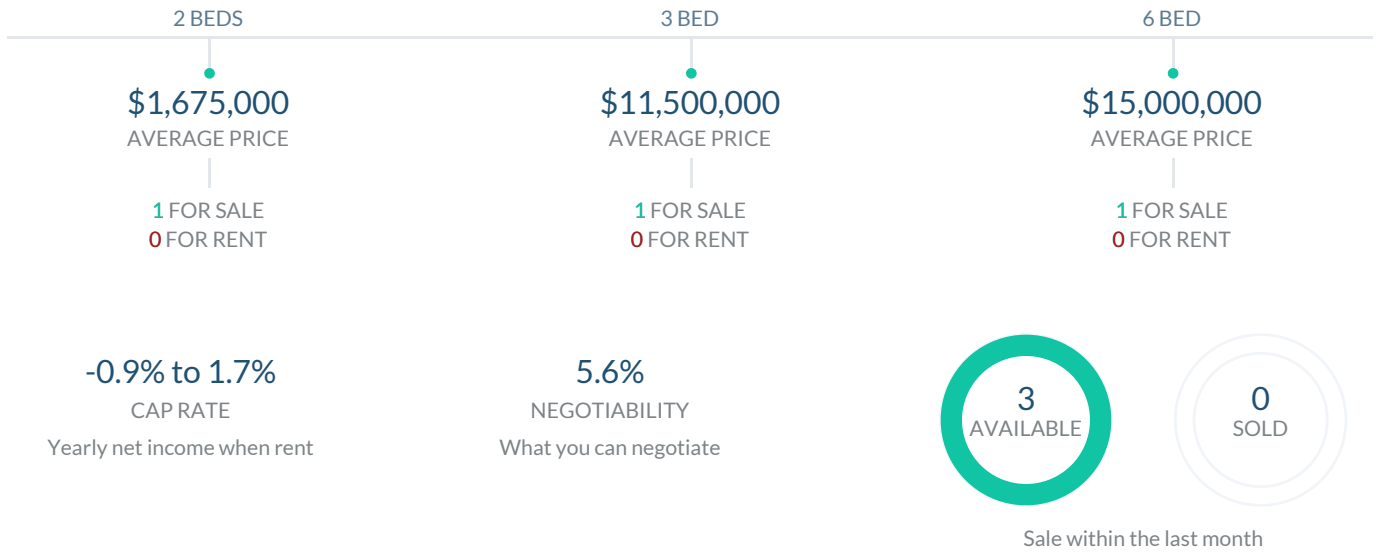 2 BEDS
$1,675,000
AVERAGE PRICE
1 FOR SALE
0 FOR RENT
3 BED
$11,500,000
AVERAGE PRICE
1 FOR SALE
0 FOR RENT
6 BED
$15,000,000
AVERAGE PRICE
1 FOR SALE
0 FOR RENT
-0.9% to 1.7%
CAP RATE
Yearly net income when rent
5.6%
NEGOTIABILITY
What you can negotiate
3
AVAILABLE
0
SOLD
Sale within the last month